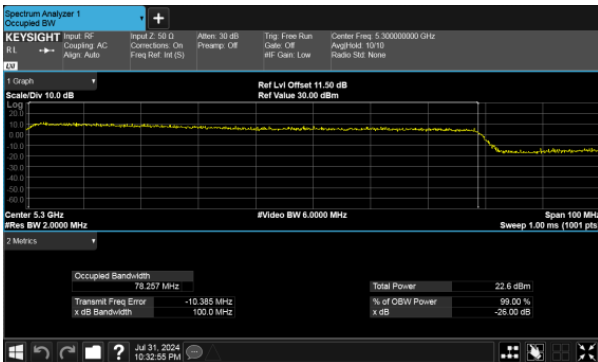 Spectrum Analyzer 1
Occupied BW
+
KEYSIGHT
RL
LXI
Input: RF
Coupling: AC
Align: Auto
Input Z: 50 Ω
Corrections: On
Freq Ref: Int (S)
Atten: 30 dB
Preamp: Off
Trig: Free Run
Gate: Off
#IF Gain: Low
Center Freq: 5.300000000 GHz
Avg|Hold: 10/10
Radio Std: None
1 Graph
Scale/Div 10.0 dB
Ref Lvl Offset 11.50 dB
Ref Value 30.00 dBm
Log
20.0
10.0
0.00
-10.0
-20.0
-30.0
-40.0
-50.0
-60.0
Center 5.3 GHz
#Video BW 6.0000 MHz
Span 100 MHz
#Res BW 2.0000 MHz
Sweep 1.00 ms (1001 pts)
2 Metrics
Occupied Bandwidth
78.257 MHz
Total Power 22.6 dBm
Transmit Freq Error -10.385 MHz
% of OBW Power 99.00 %
x dB Bandwidth 100.0 MHz
x dB -26.00 dB
?
Jul 31, 2024
10:32:55 PM